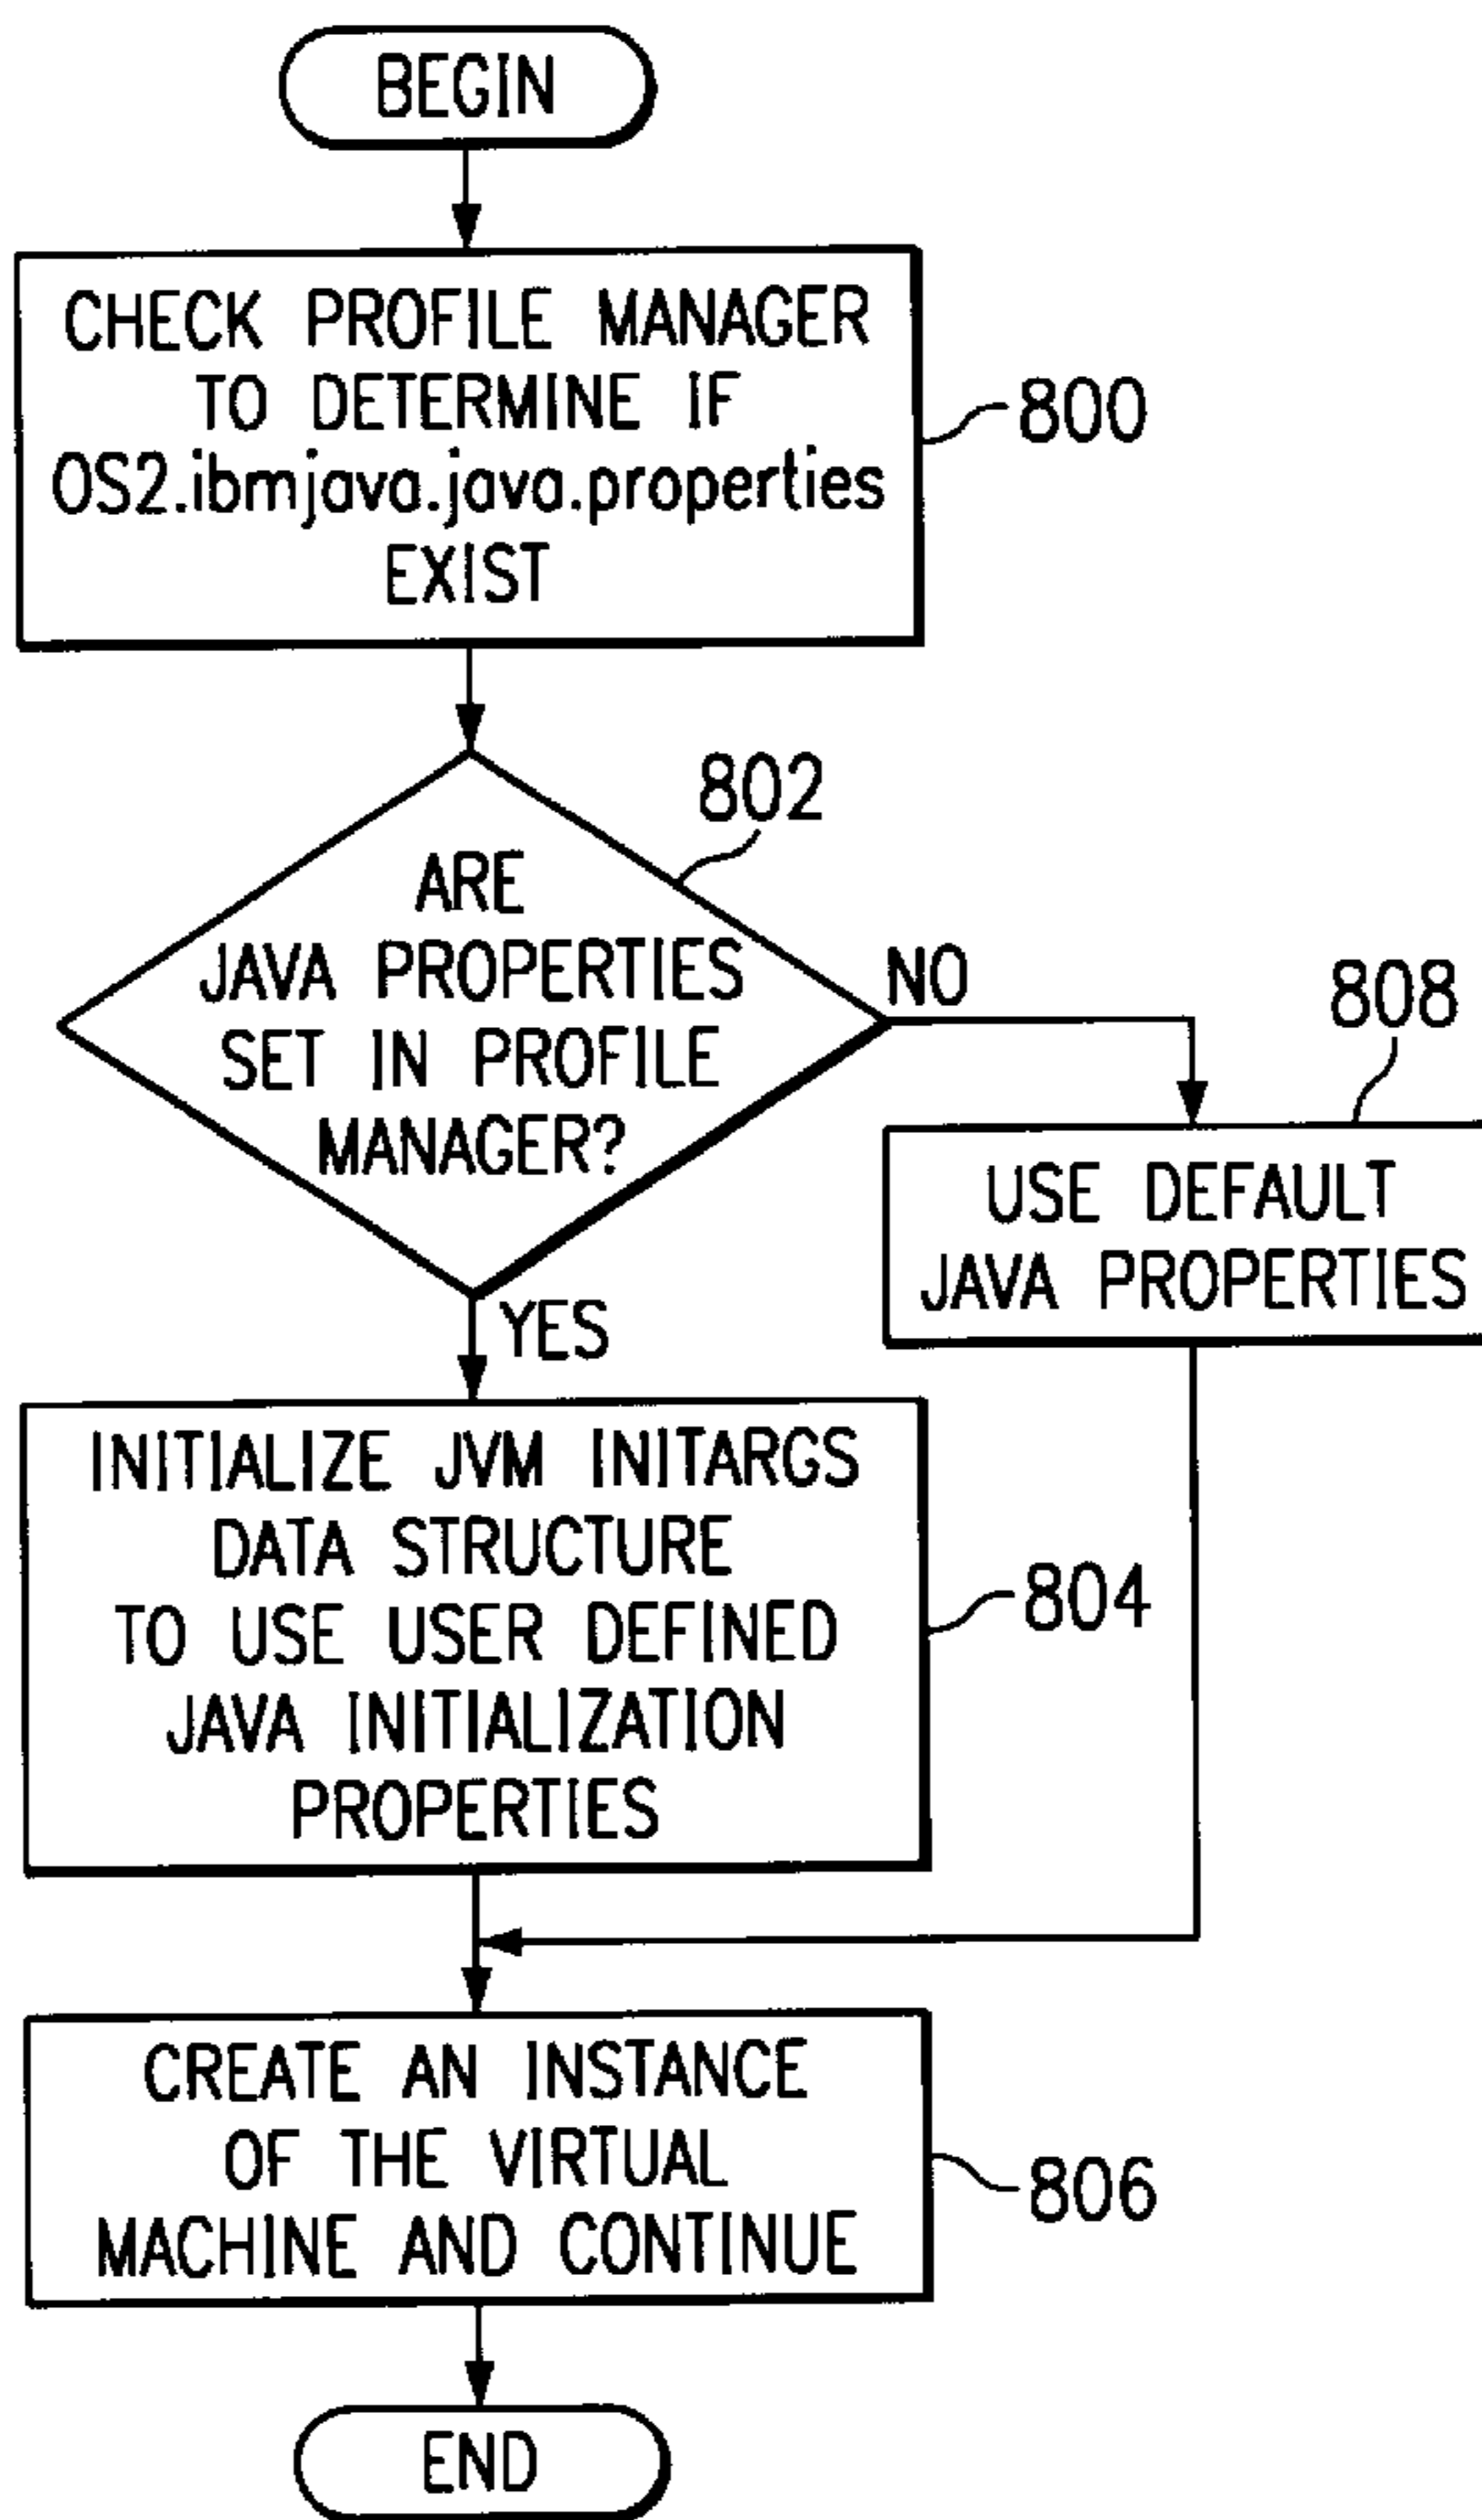 BEGIN
CHECK PROFILE MANAGER
TO DETERMINE IF
OS2.ibmjava.java.properties
EXIST
800
802
ARE
JAVA PROPERTIES
SET IN PROFILE
MANAGER?
NO
808
USE DEFAULT
JAVA PROPERTIES
YES
INITIALIZE JVM INITARGS
DATA STRUCTURE
TO USE USER DEFINED
JAVA INITIALIZATION
PROPERTIES
804
CREATE AN INSTANCE
OF THE VIRTUAL
MACHINE AND CONTINUE
806
END